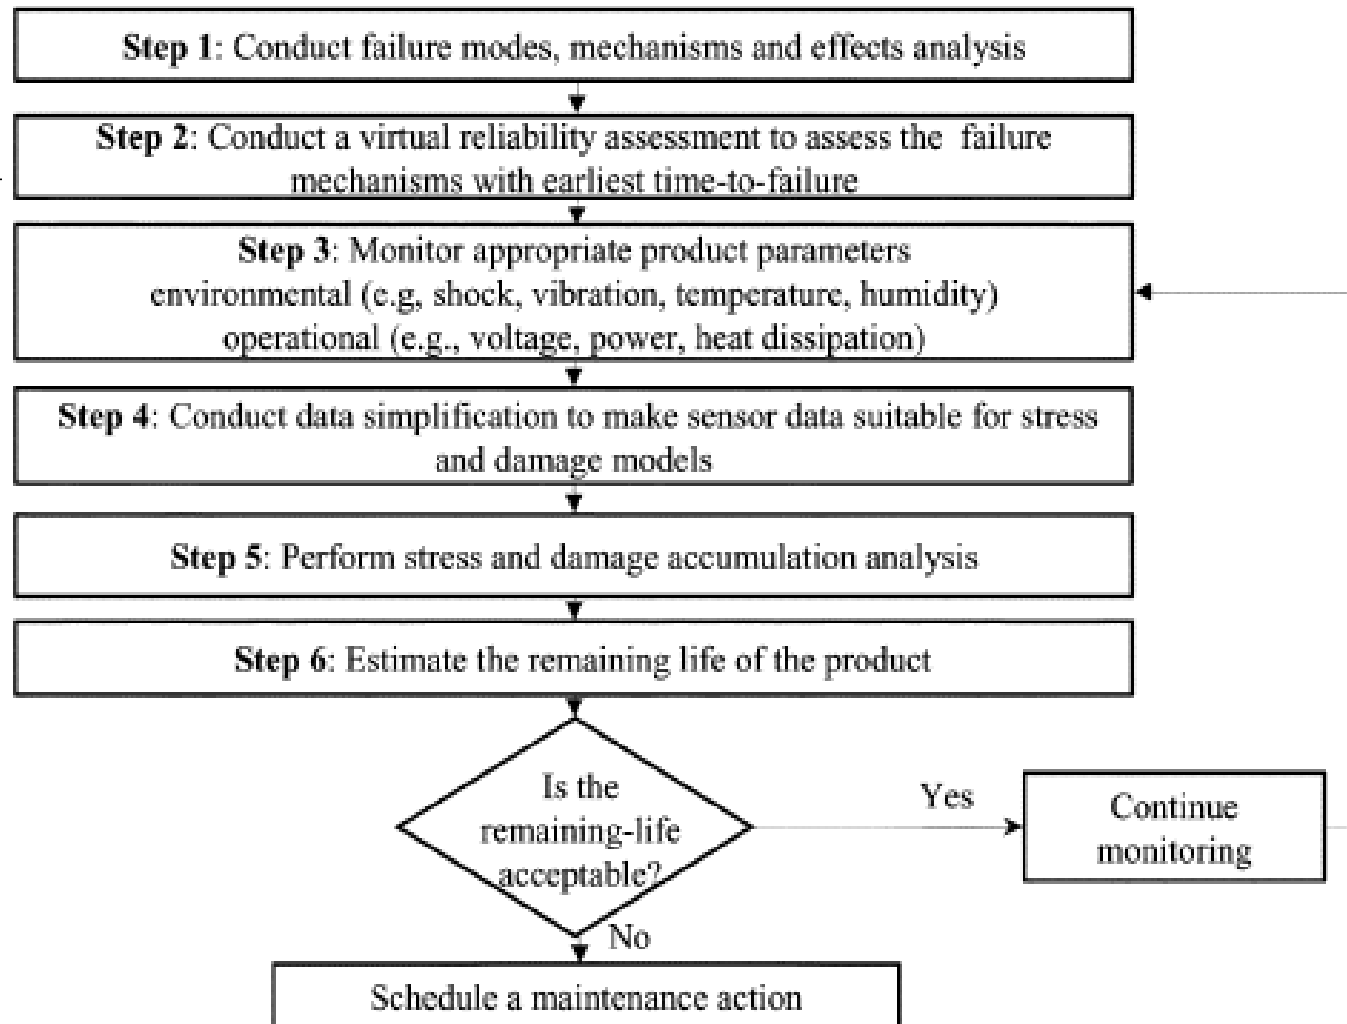 Step 1: Conduct failure modes, mechanisms and effects analysis
Step 2: Conduct a virtual reliability assessment to assess the failure
mechanisms with earliest time-to-failure
Step 3: Monitor appropriate product parameters
environmental (e.g, shock, vibration, temperature, humidity)
operational (e.g., voltage, power, heat dissipation)
Step 4: Conduct data simplification to make sensor data suitable for stress
and damage models
Step 5: Perform stress and damage accumulation analysis
Step 6: Estimate the remaining life of the product
Is the
remaining-life
acceptable?
Yes
Continue
monitoring
No
Schedule a maintenance action